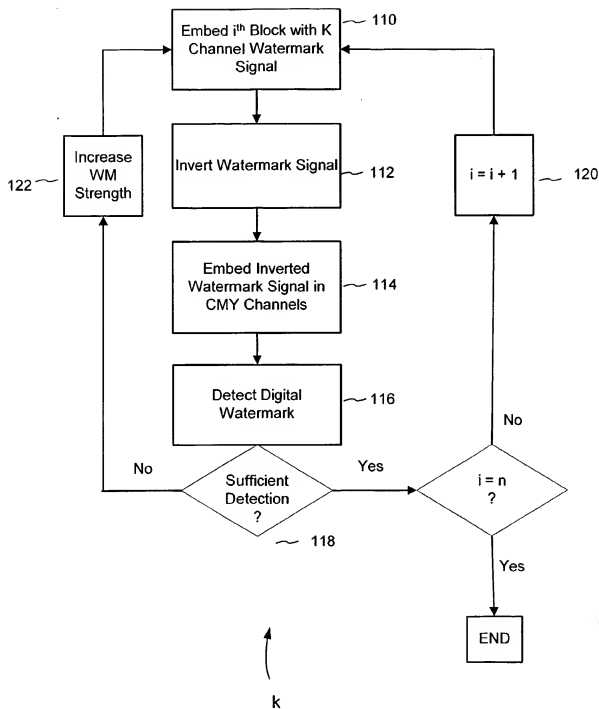 Embed iᵗʰ Block with K
Channel Watermark
Signal
110
Invert Watermark Signal
112
Increase
WM
Strength
122
i = i + 1
120
Embed Inverted
Watermark Signal in
CMY Channels
114
Detect Digital
Watermark
116
No
Sufficient
Detection
?
Yes
118
i = n
?
No
Yes
END
k